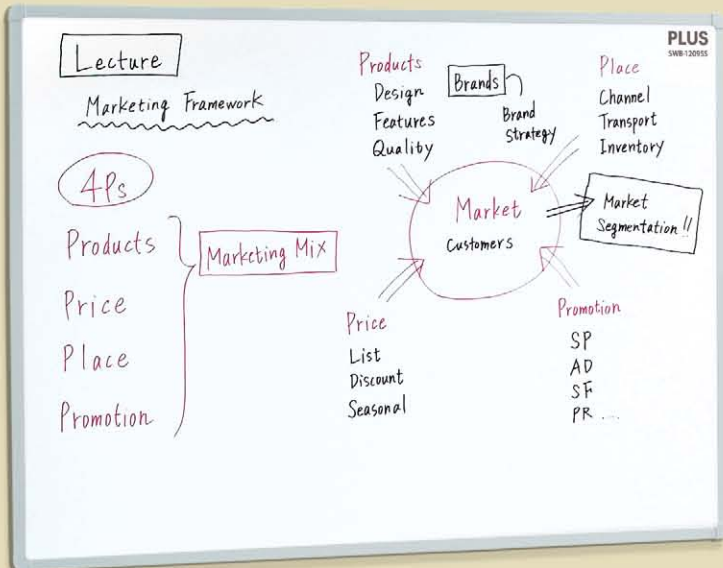 PLUS
SWB-1209SS
Lecture
Marketing Framework
4Ps
Products
Price
Place
Promotion
Marketing Mix
Products
Design
Features
Quality
Brands
Brand
Strategy
Place
Channel
Transport
Inventory
Market
Customers
Market
Segmentation!!
Price
List
Discount
Seasonal
Promotion
SP
AD
SF
PR ....